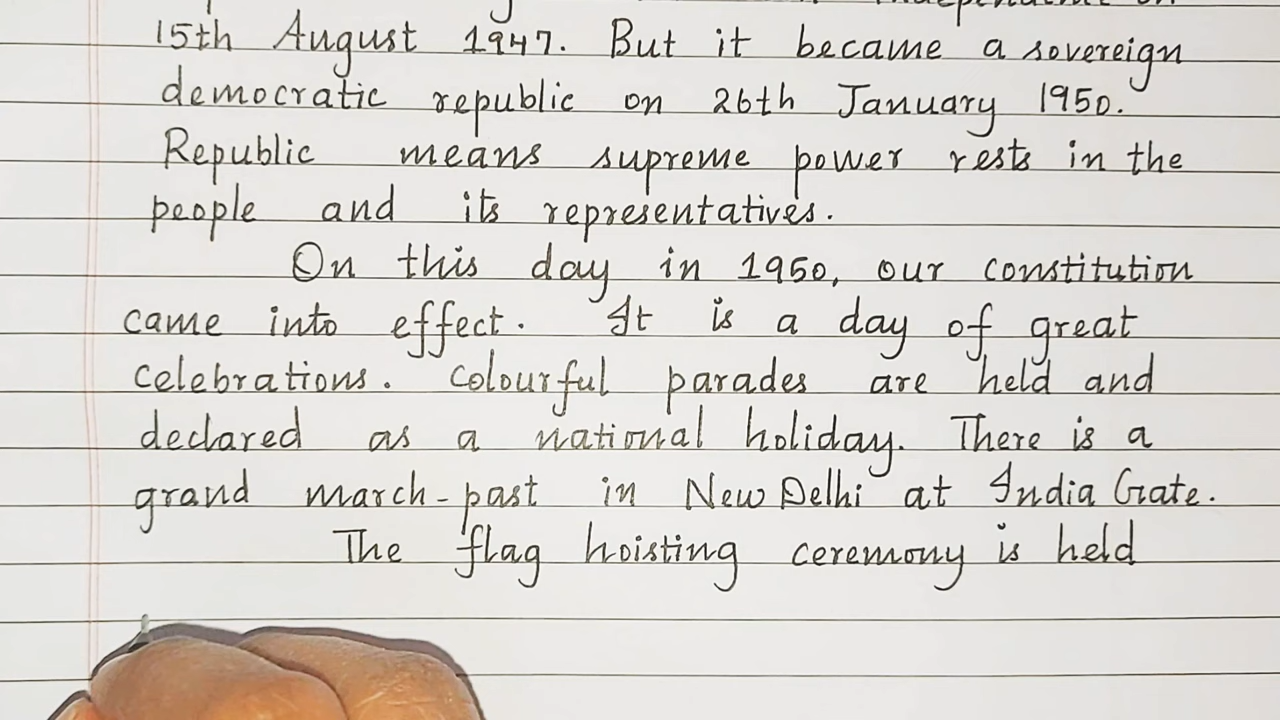 independent on
15th August 1947. But it became a sovereign
democratic republic on 26th January 1950.
Republic means supreme power rests in the
people and its representatives.
On this day in 1950, our constitution
came into effect. It is a day of great
celebrations. Colourful parades are held and
declared as a national holiday. There is a
grand march-past in New Delhi at India Gate.
The flag hoisting ceremony is held